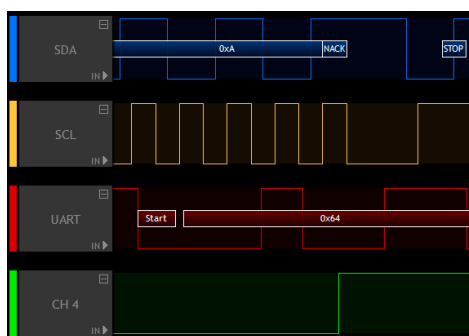 SDA
0xA
NACK
STOP
IN
SCL
IN
UART
Start
0x64
IN
CH 4
IN